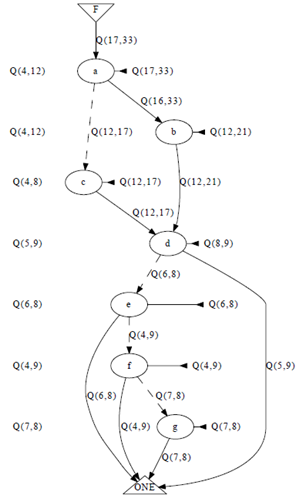 F
Q(17,33)
Q(4,12)
a
Q(17,33)
Q(16,33)
Q(4,12)
Q(12,17)
b
Q(12,21)
Q(4,8)
c
Q(12,17)
Q(12,21)
Q(12,17)
Q(5,9)
d
Q(8,9)
Q(6,8)
Q(6,8)
e
Q(6,8)
Q(4,9)
Q(4,9)
f
Q(4,9)
Q(5,9)
Q(7,8)
Q(6,8)
Q(4,9)
Q(7,8)
g
Q(7,8)
Q(7,8)
ONE